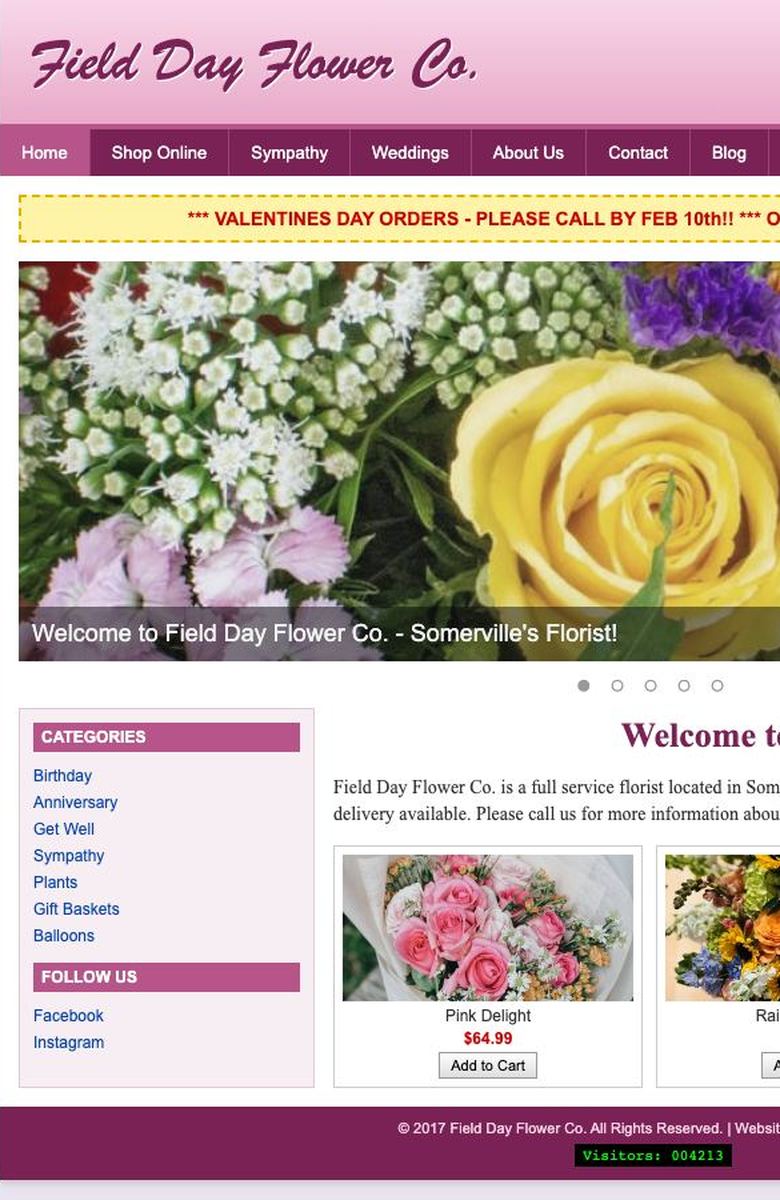 Field Day Flower Co.
Home Shop Online Sympathy Weddings About Us Contact Blog
*** VALENTINES DAY ORDERS - PLEASE CALL BY FEB 10th!! ***
Welcome to Field Day Flower Co. - Somerville's Florist!
CATEGORIES
Birthday
Anniversary
Get Well
Sympathy
Plants
Gift Baskets
Balloons
FOLLOW US
Facebook
Instagram
Welcome
Field Day Flower Co. is a full service florist located in
delivery available. Please call us for more information
Pink Delight
$64.99
Add to Cart
© 2017 Field Day Flower Co. All Rights Reserved. |
Visitors: 004213